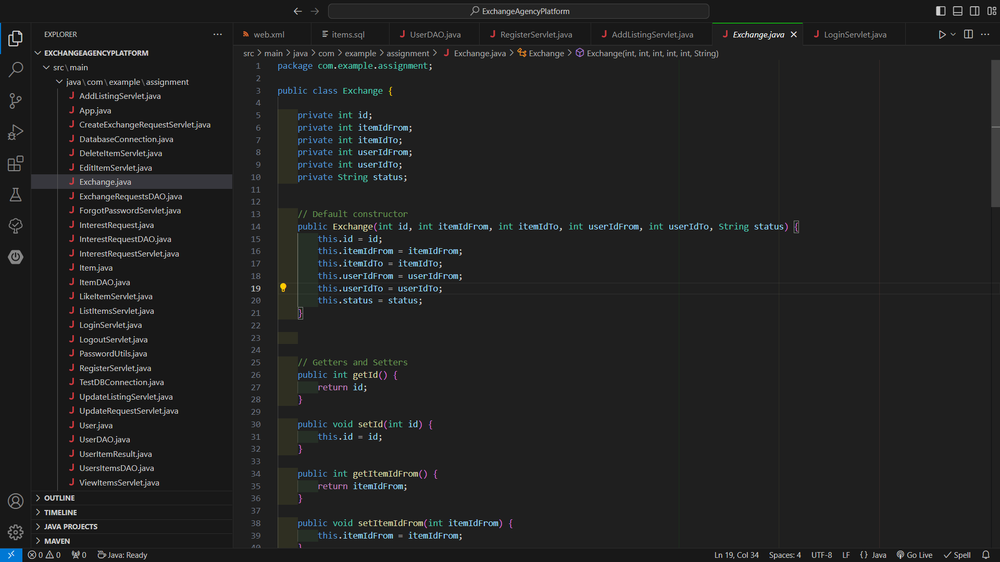 ExchangeAgencyPlatform
EXPLORER
EXCHANGEAGENCYPLATFORM
src\main
java\com\example\assignment
AddListingServlet.java
App.java
CreateExchangeRequestServlet.java
DatabaseConnection.java
DeleteItemServlet.java
EditItemServlet.java
Exchange.java
ExchangeRequestsDAO.java
ForgotPasswordServlet.java
InterestRequest.java
InterestRequestDAO.java
InterestRequestServlet.java
Item.java
ItemDAO.java
LikeItemServlet.java
ListItemsServlet.java
LoginServlet.java
LogoutServlet.java
PasswordUtils.java
RegisterServlet.java
TestDBConnection.java
UpdateListingServlet.java
UpdateRequestServlet.java
User.java
UserDAO.java
UserItemResult.java
UsersItemsDAO.java
ViewItemsServlet.java
OUTLINE
TIMELINE
JAVA PROJECTS
MAVEN
web.xml items.sql UserDAO.java RegisterServlet.java AddListingServlet.java Exchange.java LoginServlet.java
src > main > java > com > example > assignment > Exchange.java > Exchange > Exchange(int, int, int, int, int, String)
1 package com.example.assignment;
2
3 public class Exchange {
4
5 private int id;
6 private int itemIdFrom;
7 private int itemIdTo;
8 private int userIdFrom;
9 private int userIdTo;
10 private String status;
11
12
13 // Default constructor
14 public Exchange(int id, int itemIdFrom, int itemIdTo, int userIdFrom, int userIdTo, String status) {
15 this.id = id;
16 this.itemIdFrom = itemIdFrom;
17 this.itemIdTo = itemIdTo;
18 this.userIdFrom = userIdFrom;
19 this.userIdTo = userIdTo;
20 this.status = status;
21 }
22
23
24
25 // Getters and Setters
26 public int getId() {
27 return id;
28 }
29
30 public void setId(int id) {
31 this.id = id;
32 }
33
34 public int getItemIdFrom() {
35 return itemIdFrom;
36 }
37
38 public void setItemIdFrom(int itemIdFrom) {
39 this.itemIdFrom = itemIdFrom;
40 }
0 0 0 Java: Ready Ln 19, Col 34 Spaces: 4 UTF-8 LF {} Java Go Live Spell